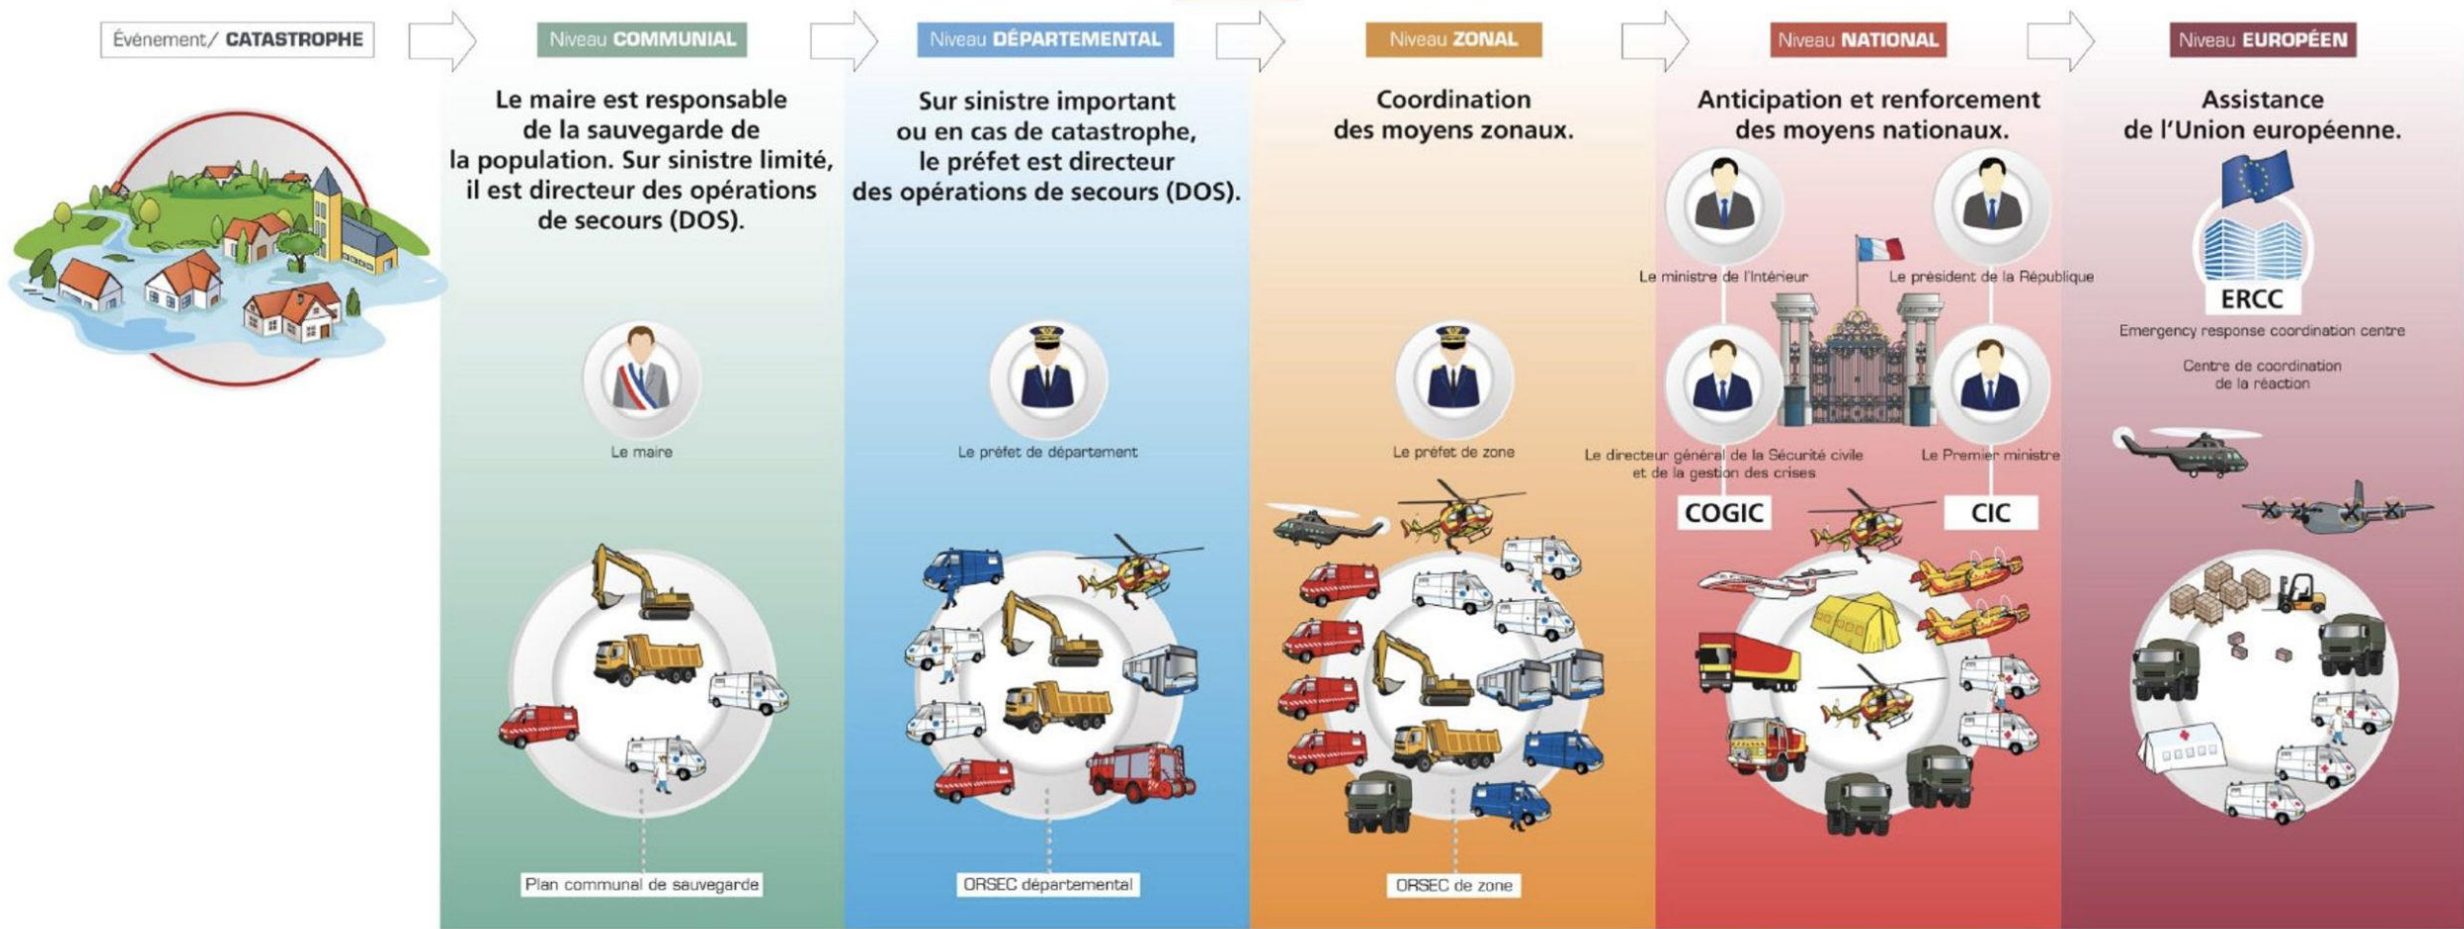 Événement/ CATASTROPHE
Niveau COMMUNIAL
Niveau DÉPARTEMENTAL
Niveau ZONAL
Niveau NATIONAL
Niveau EUROPÉEN
Le maire est responsable
de la sauvegarde de
la population. Sur sinistre limité,
il est directeur des opérations
de secours (DOS).
Le maire
Plan communal de sauvegarde
Sur sinistre important
ou en cas de catastrophe,
le préfet est directeur
des opérations de secours (DOS).
Le préfet de département
ORSEC départemental
Coordination
des moyens zonaux.
Le préfet de zone
ORSEC de zone
Anticipation et renforcement
des moyens nationaux.
Le ministre de l'Intérieur
Le président de la République
Le directeur général de la Sécurité civile
et de la gestion des crises
Le Premier ministre
COGIC
CIC
Assistance
de l'Union européenne.
ERCC
Emergency response coordination centre
Centre de coordination
de la réaction